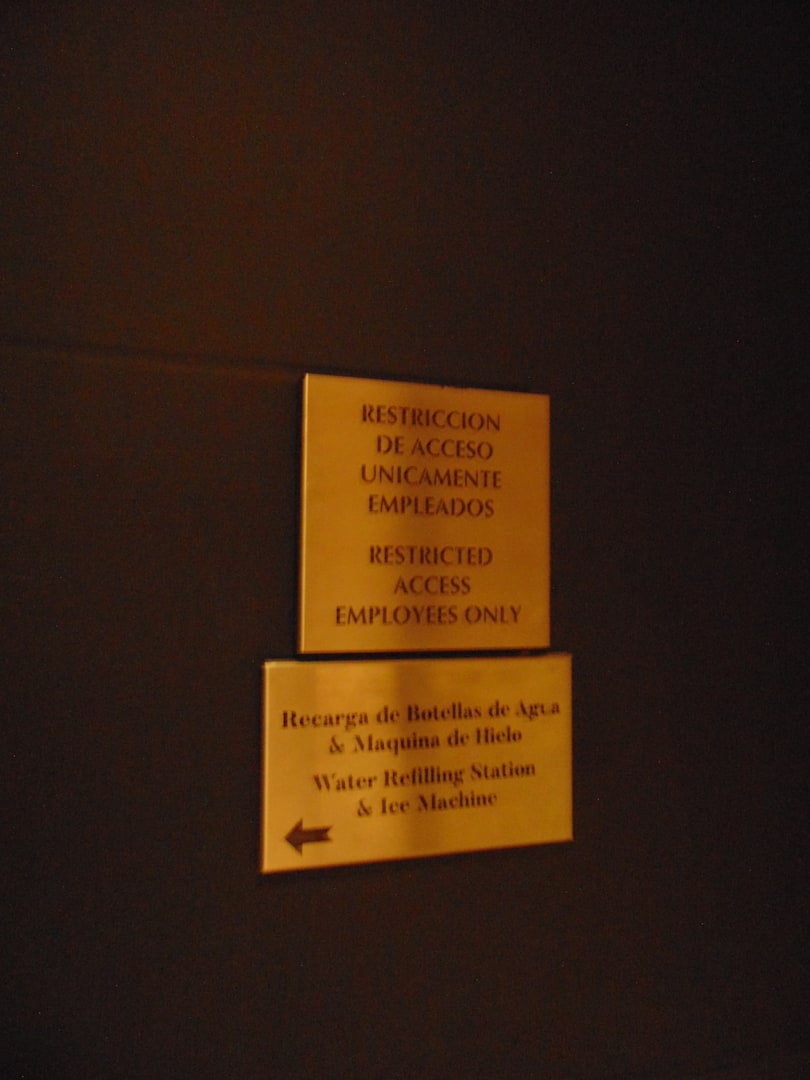 RESTRICCION
DE ACCESO
UNICAMENTE
EMPLEADOS
RESTRICTED
ACCESS
EMPLOYEES ONLY
Recarga de Botellas de Agua
& Maquina de Hielo
Water Refilling Station
& Ice Machine